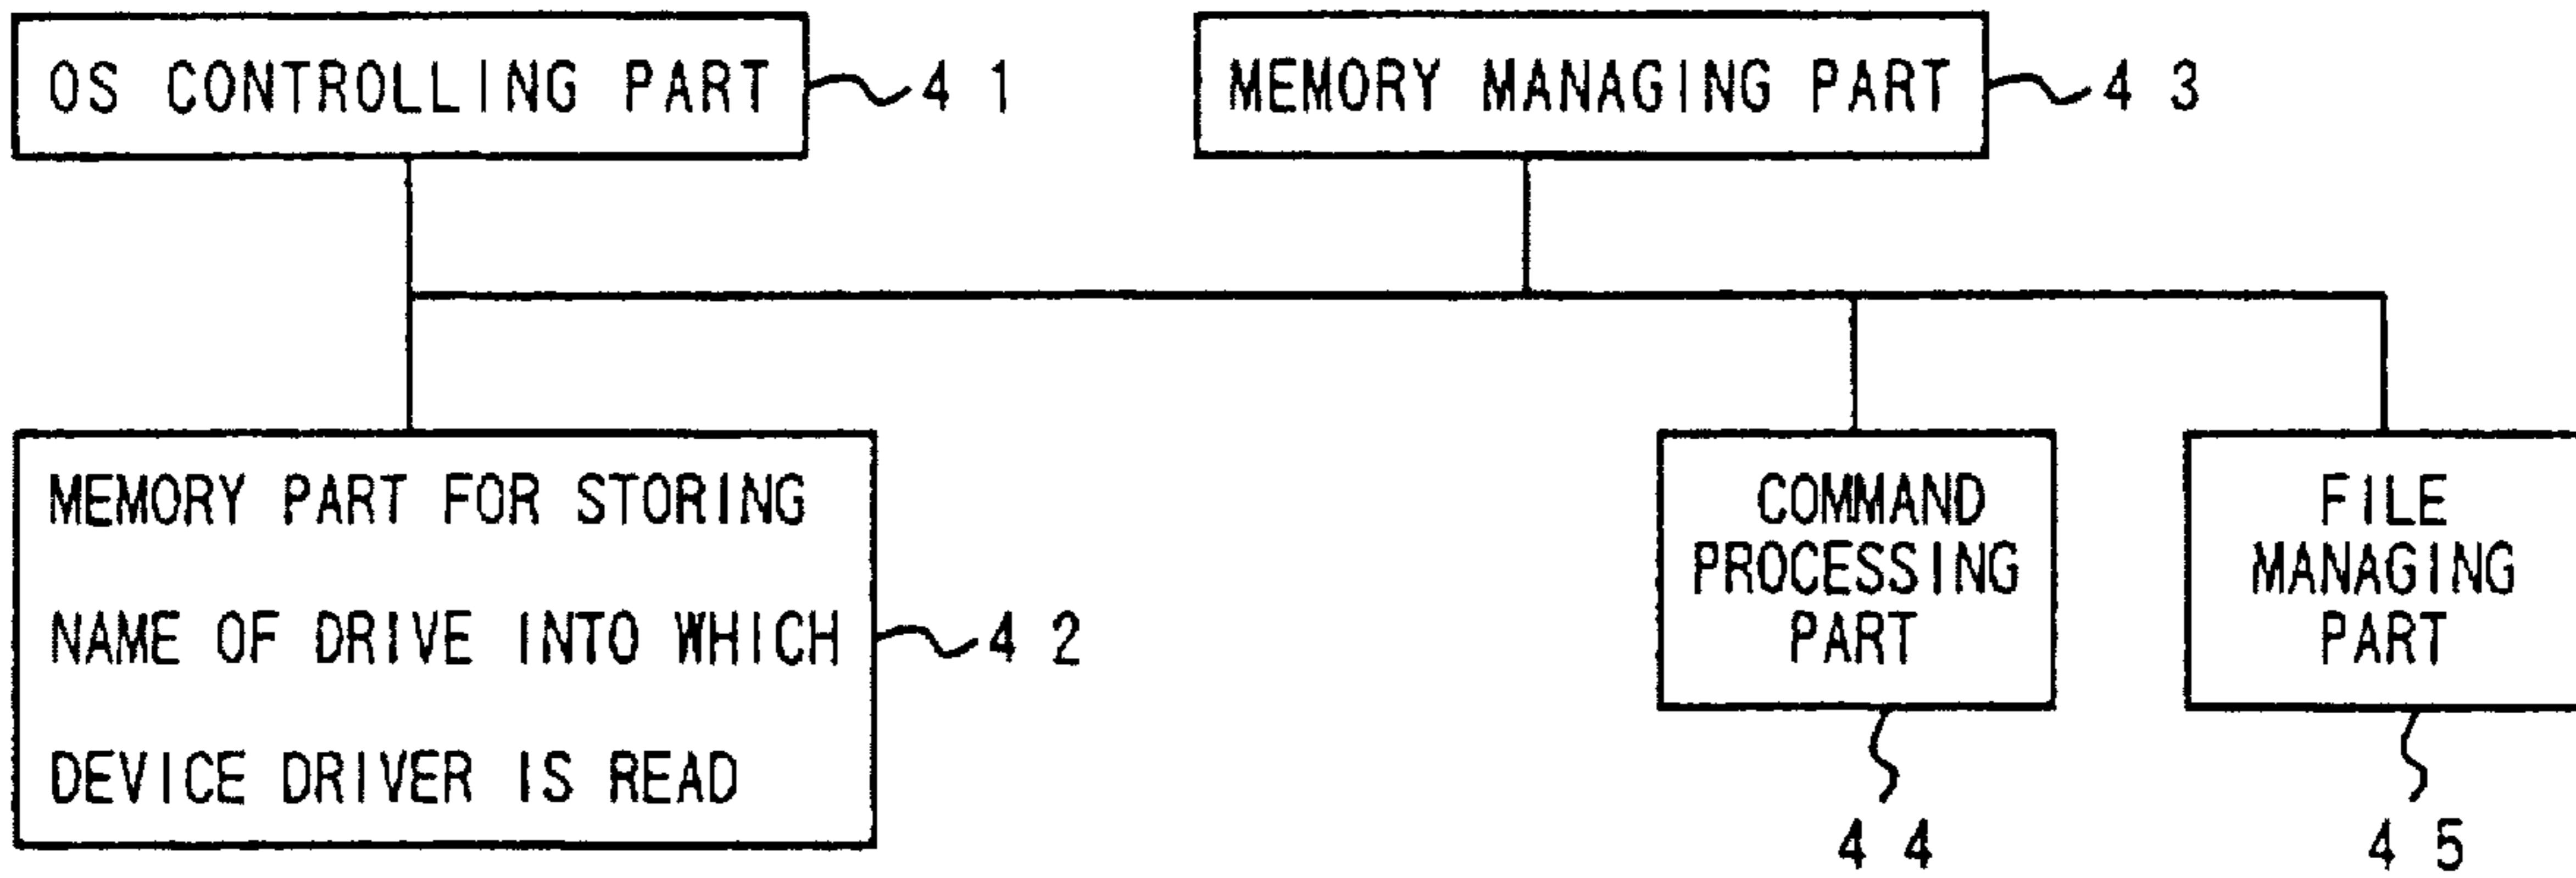 OS CONTROLLING PART
41
MEMORY MANAGING PART
43
MEMORY PART FOR STORING
NAME OF DRIVE INTO WHICH
DEVICE DRIVER IS READ
42
COMMAND
PROCESSING
PART
44
FILE
MANAGING
PART
45